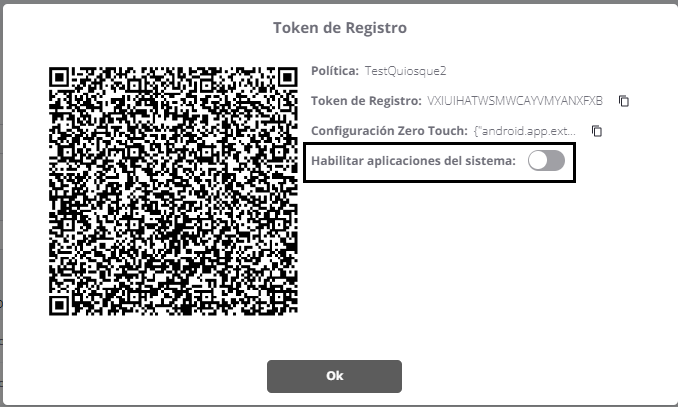 Token de Registro
Política: TestQuiosque2
Token de Registro: VXIUIHATWSMWCAYVMYANXFXB
Configuración Zero Touch: {"android.app.ext...
Habilitar aplicaciones del sistema:
Ok